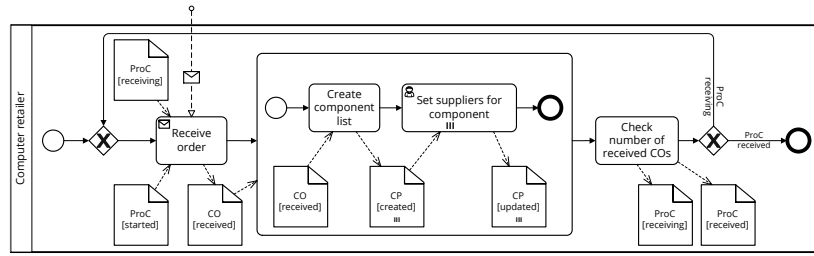 Computer retailer
ProC
[receiving]
Receive
order
ProC
[started]
CO
[received]
Create
component
list
Set suppliers for
component
CO
[received]
CP
[created]
CP
[updated]
Check
number of
received COs
ProC
receiving
ProC
received
ProC
[receiving]
ProC
[received]